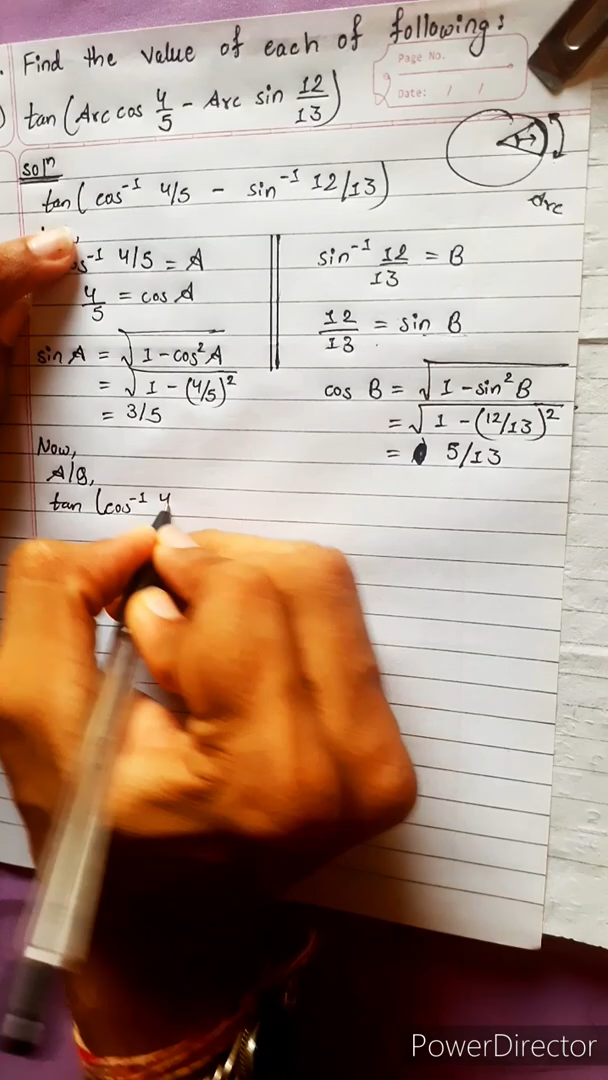 Find the value of each of following:
Page No.
Date: / /
tan (Arc cos 4/5 - Arc sin 12/13)
solⁿ
tan ( cos⁻¹ 4/5 - sin⁻¹ 12/13)
Arc
s⁻¹ 4/5 = A
4/5 = cos A
sin A = √1 - cos²A
= √1 - (4/5)²
= 3/5
sin⁻¹ 12/13 = B
12/13 = sin B
cos B = √1 - sin²B
= √1 - (12/13)²
= 5/13
Now,
A/Q,
tan (cos⁻¹ 4
PowerDirector